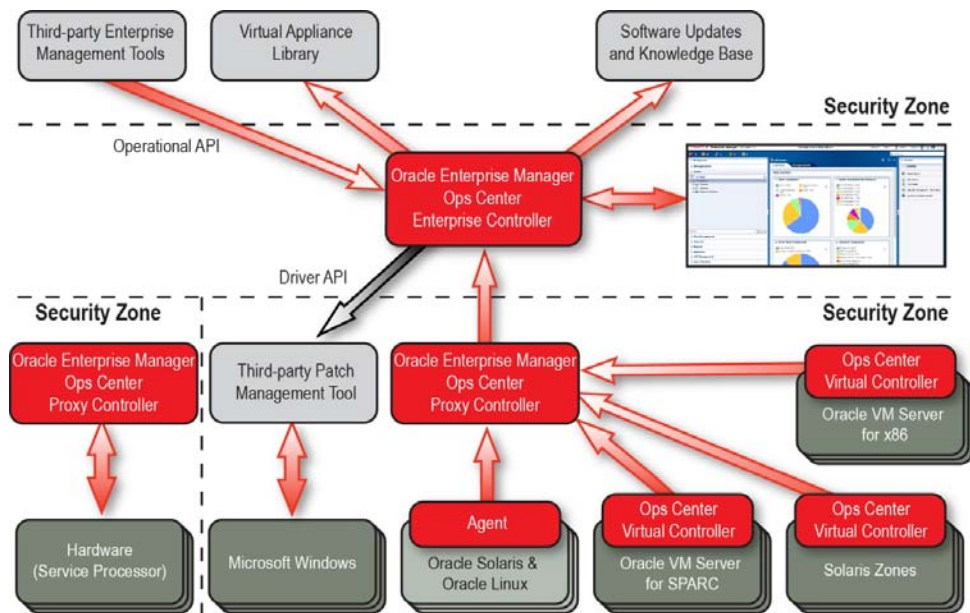 Third-party Enterprise
Management Tools
Virtual Appliance
Library
Software Updates
and Knowledge Base
Security Zone
Operational API
Oracle Enterprise Manager
Ops Center
Enterprise Controller
Driver API
Security Zone
Security Zone
Oracle Enterprise Manager
Ops Center
Proxy Controller
Third-party Patch
Management Tool
Oracle Enterprise Manager
Ops Center
Proxy Controller
Ops Center
Virtual Controller
Oracle VM Server
for x86
Hardware
(Service Processor)
Microsoft Windows
Agent
Oracle Solaris &
Oracle Linux
Ops Center
Virtual Controller
Oracle VM Server
for SPARC
Ops Center
Virtual Controller
Solaris Zones